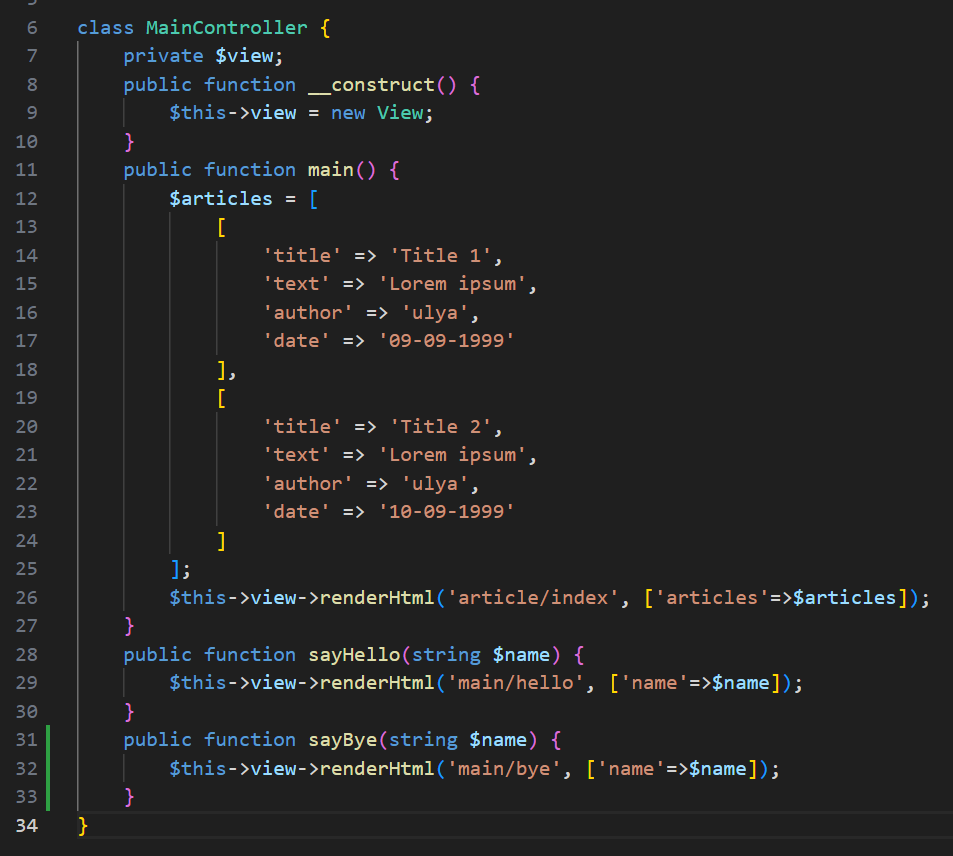 6 class MainController {
7     private $view;
8     public function __construct() {
9         $this->view = new View;
10     }
11     public function main() {
12         $articles = [
13             [
14                 'title' => 'Title 1',
15                 'text' => 'Lorem ipsum',
16                 'author' => 'ulya',
17                 'date' => '09-09-1999'
18             ],
19             [
20                 'title' => 'Title 2',
21                 'text' => 'Lorem ipsum',
22                 'author' => 'ulya',
23                 'date' => '10-09-1999'
24             ]
25         ];
26         $this->view->renderHtml('article/index', ['articles'=>$articles]);
27     }
28     public function sayHello(string $name) {
29         $this->view->renderHtml('main/hello', ['name'=>$name]);
30     }
31     public function sayBye(string $name) {
32         $this->view->renderHtml('main/bye', ['name'=>$name]);
33     }
34 }